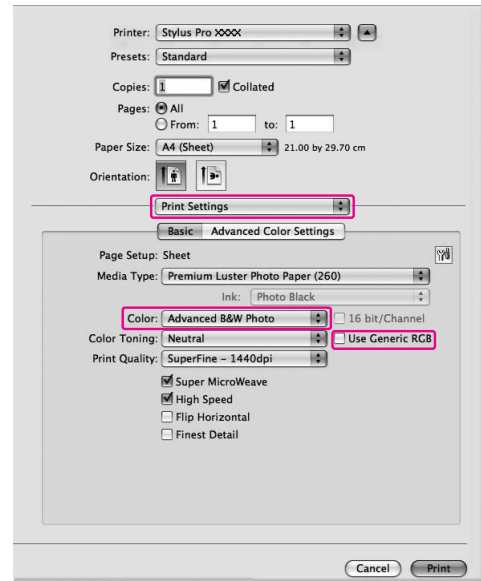 Printer: Stylus Pro XXXX
Presets: Standard
Copies: 1 Collated
Pages: All
From: 1 to: 1
Paper Size: A4 (Sheet) 21.00 by 29.70 cm
Orientation:
Print Settings
Basic Advanced Color Settings
Page Setup: Sheet
Media Type: Premium Luster Photo Paper (260)
Ink: Photo Black
Color: Advanced B&W Photo 16 bit/Channel
Color Toning: Neutral Use Generic RGB
Print Quality: SuperFine – 1440dpi
Super MicroWeave
High Speed
Flip Horizontal
Finest Detail
Cancel Print